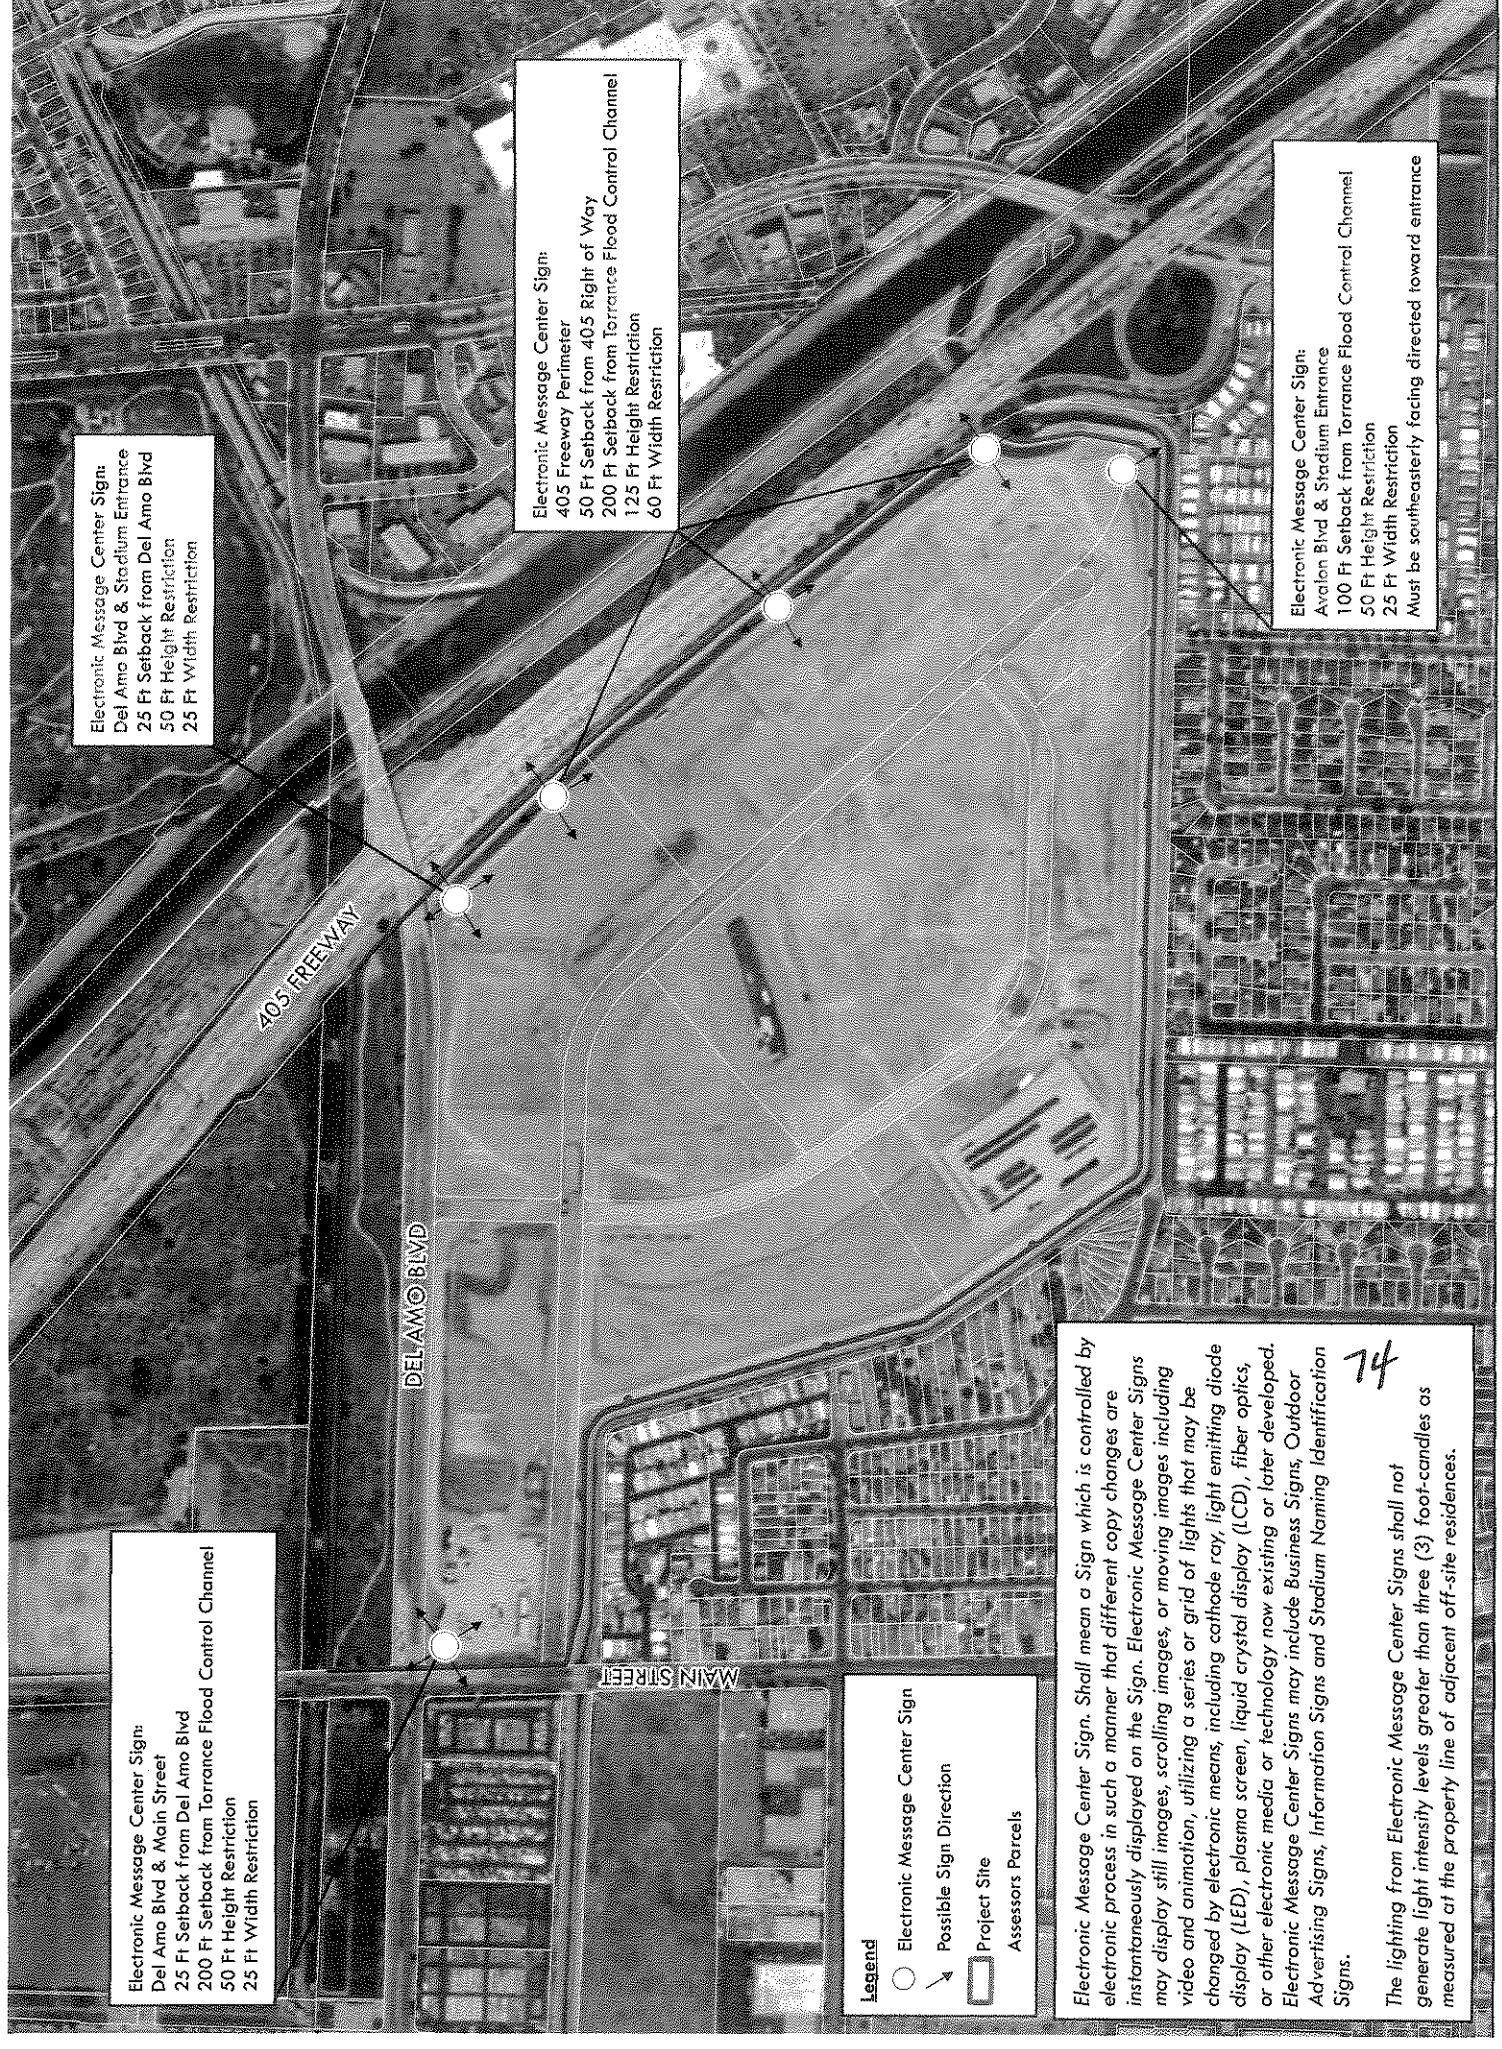 Electronic Message Center Sign:
Del Amo Blvd & Main Street
25 Ft Setback from Del Amo Blvd
200 Ft Setback from Torrance Flood Control Channel
50 Ft Height Restriction
25 Ft Width Restriction
Electronic Message Center Sign:
Del Amo Blvd & Stadium Entrance
25 Ft Setback from Del Amo Blvd
50 Ft Height Restriction
25 Ft Width Restriction
Electronic Message Center Sign:
405 Freeway Perimeter
50 Ft Setback from 405 Right of Way
200 Ft Setback from Torrance Flood Control Channel
125 Ft Height Restriction
60 Ft Width Restriction
405 FREEWAY
DEL AMO BLVD
MAIN STREET
Electronic Message Center Sign:
Avalon Blvd & Stadium Entrance
100 Ft Setback from Torrance Flood Control Channel
50 Ft Height Restriction
25 Ft Width Restriction
Must be southeasterly facing directed toward entrance
Legend
Electronic Message Center Sign
Possible Sign Direction
Project Site
Assessors Parcels
Electronic Message Center Sign. Shall mean a Sign which is controlled by
electronic process in such a manner that different copy changes are
instantaneously displayed on the Sign. Electronic Message Center Signs
may display still images, scrolling images, or moving images including
video and animation, utilizing a series or grid of lights that may be
changed by electronic means, including cathode ray, light emitting diode
display (LED), plasma screen, liquid crystal display (LCD), fiber optics,
or other electronic media or technology now existing or later developed.
Electronic Message Center Signs may include Business Signs, Outdoor
Advertising Signs, Information Signs and Stadium Naming Identification
Signs.
74
The lighting from Electronic Message Center Signs shall not
generate light intensity levels greater than three (3) foot-candles as
measured at the property line of adjacent off-site residences.